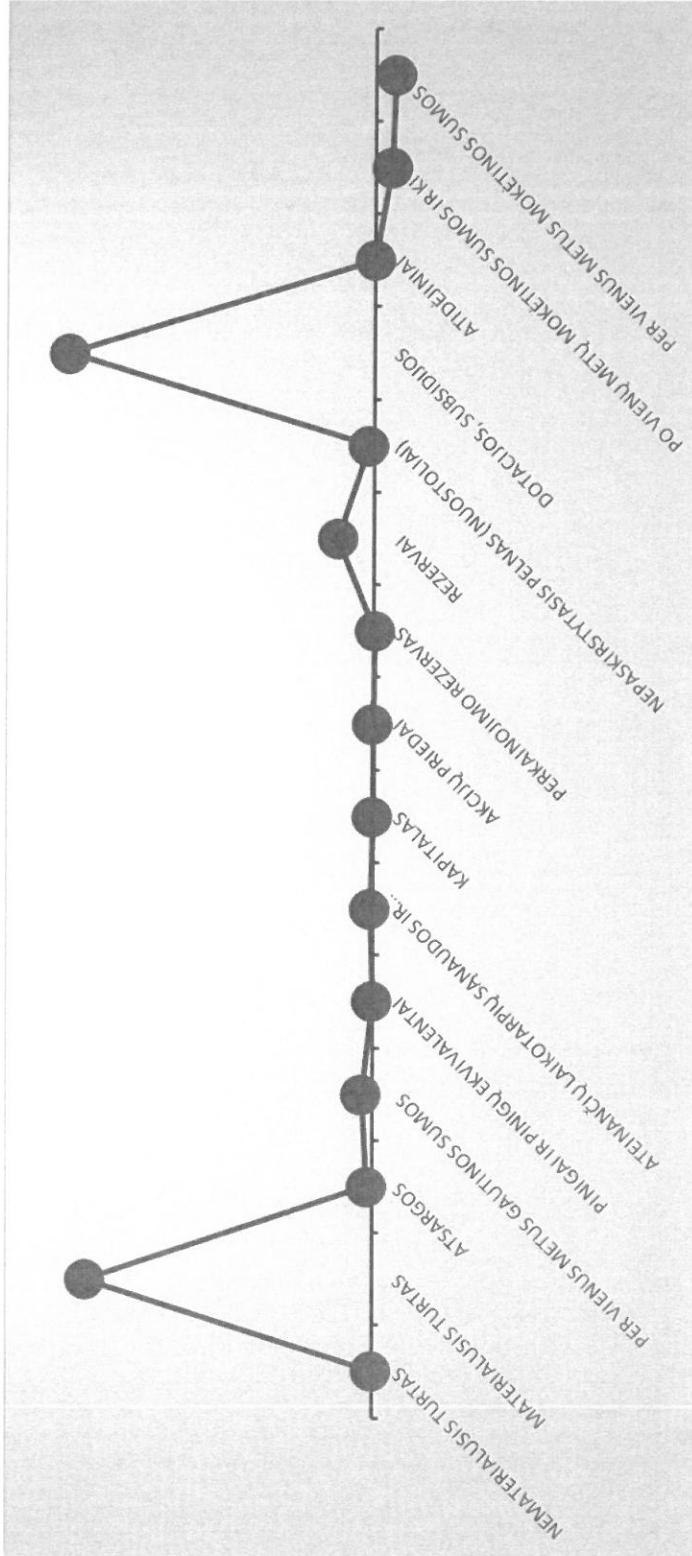 NEMATERIALUSIS TURTAS
MATERIALUSIS TURTAS
ATSARGOS
PER VIENUS METUS GAUTINOS SUMOS
PINIGAI IR PINIGŲ EKVIVALENTAI
ATEINANČIŲ LAIKOTARPIŲ SĄNAUDOS IR...
KAPITALAS
AKCIJŲ PRIEDAI
PERKAINOJIMO REZERVAS
REZERVAI
NEPASKIRSTYTASIS PELNAS (NUOSTOLIAI)
DOTACIJOS, SUBSIDIJOS
ATIDĖJINIAI
PO VIENŲ METŲ MOKĖTINOS SUMOS IR KI
PER VIENUS METUS MOKĖTINOS SUMOS